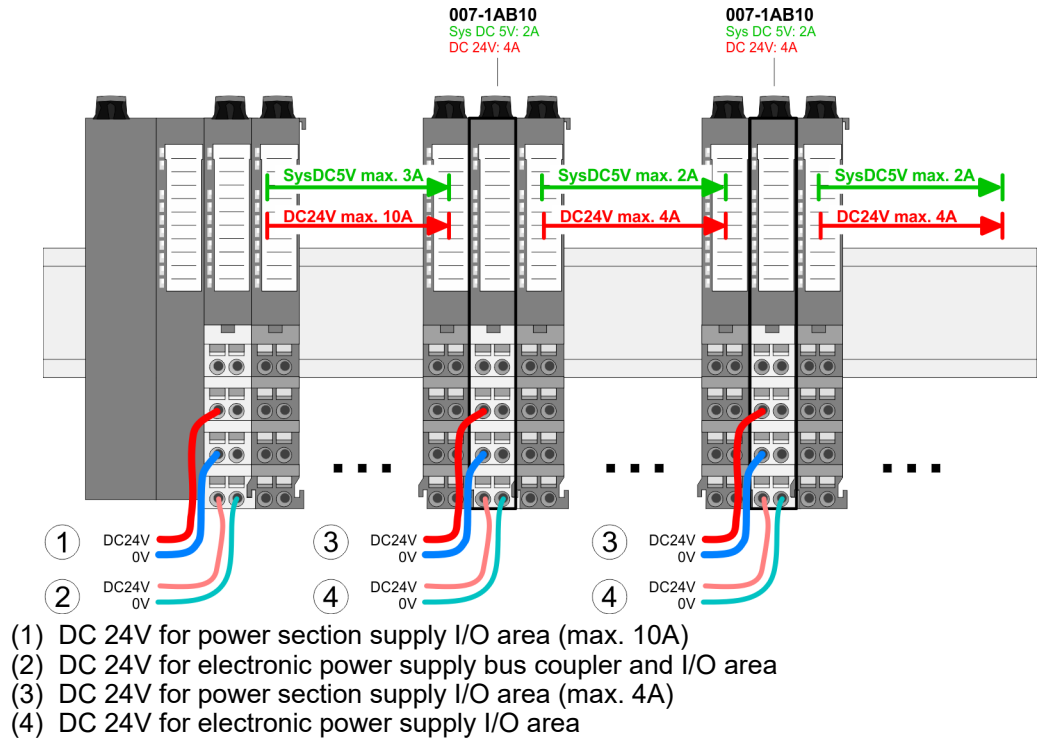 007-1AB10
Sys DC 5V: 2A
DC 24V: 4A
007-1AB10
Sys DC 5V: 2A
DC 24V: 4A
SysDC5V max. 3A
SysDC5V max. 2A
SysDC5V max. 2A
DC24V max. 10A
DC24V max. 4A
DC24V max. 4A
1
DC24V
0V
2
DC24V
0V
3
DC24V
0V
4
DC24V
0V
3
DC24V
0V
4
DC24V
0V
(1) DC 24V for power section supply I/O area (max. 10A)
(2) DC 24V for electronic power supply bus coupler and I/O area
(3) DC 24V for power section supply I/O area (max. 4A)
(4) DC 24V for electronic power supply I/O area